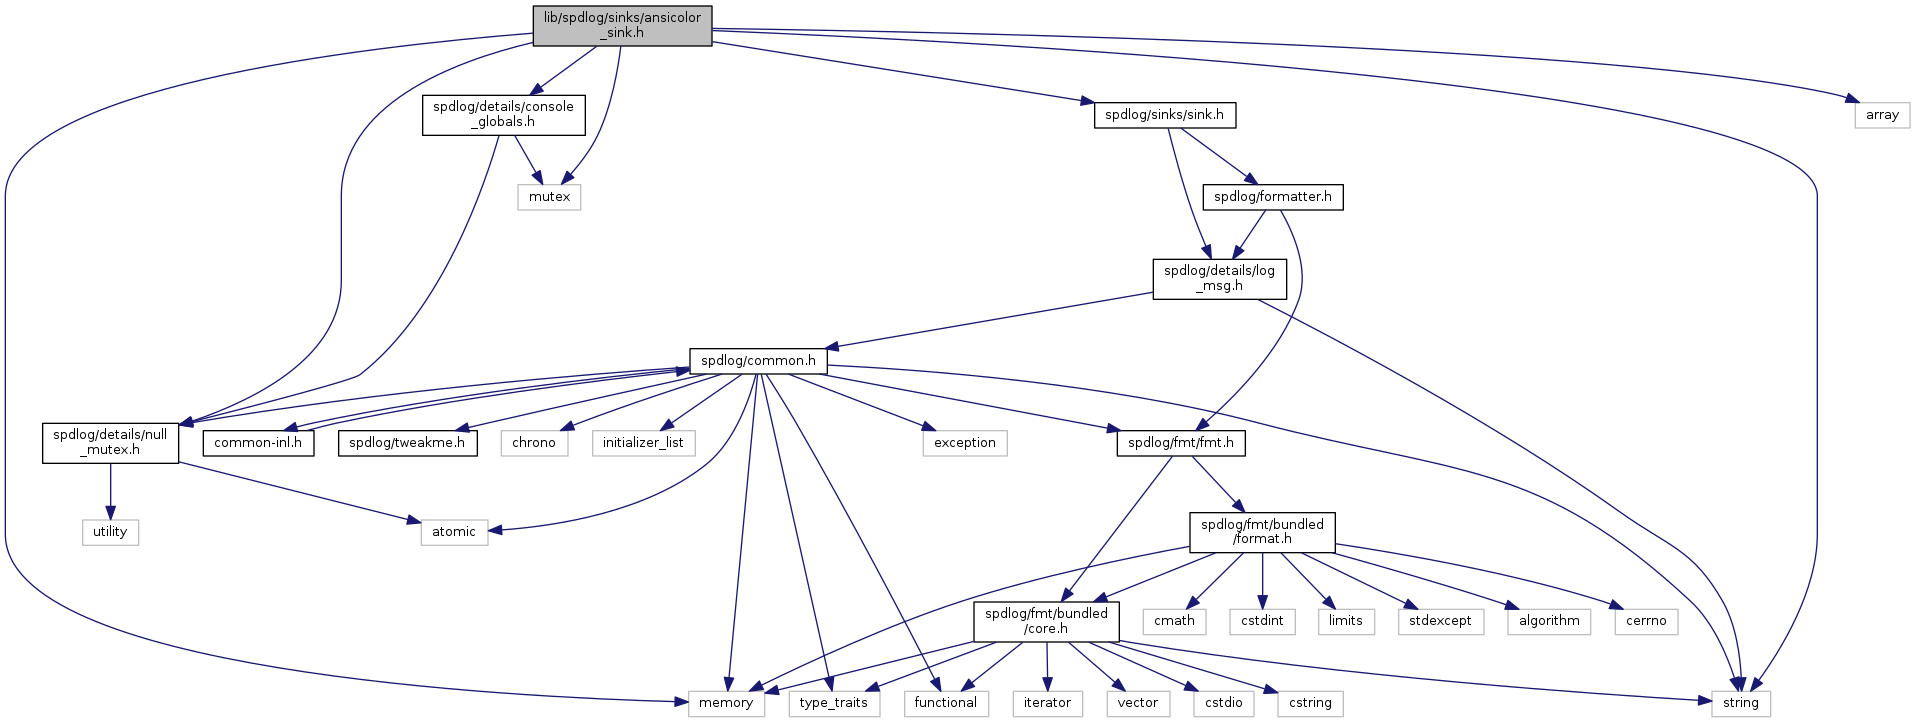 lib/spdlog/sinks/ansicolor
_sink.h
spdlog/details/console
_globals.h
spdlog/sinks/sink.h
array
mutex
spdlog/formatter.h
spdlog/details/log
_msg.h
spdlog/common.h
spdlog/details/null
_mutex.h
common-inl.h
spdlog/tweakme.h
chrono
initializer_list
exception
spdlog/fmt/fmt.h
utility
atomic
spdlog/fmt/bundled
/format.h
spdlog/fmt/bundled
/core.h
cmath
cstdint
limits
stdexcept
algorithm
cerrno
memory
type_traits
functional
iterator
vector
cstdio
cstring
string